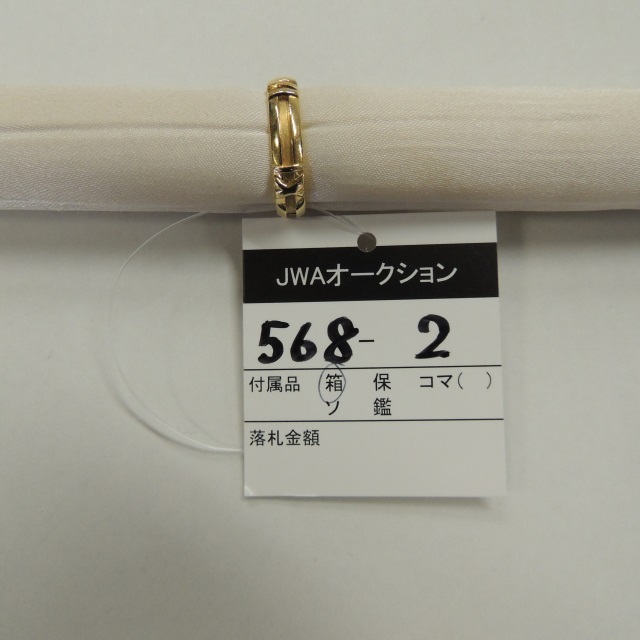 JWAオークション
568- 2
付属品 箱 保 コマ( )
ソ 鑑
落札金額